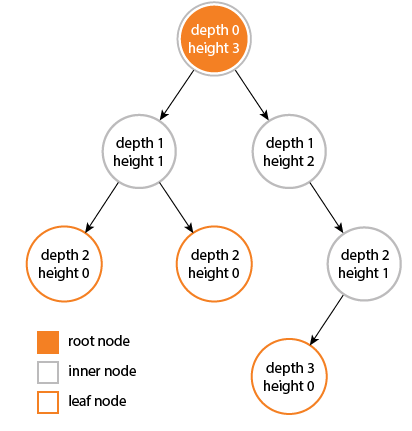 depth 0
height 3
depth 1
height 1
depth 1
height 2
depth 2
height 0
depth 2
height 0
depth 2
height 1
depth 3
height 0
root node
inner node
leaf node